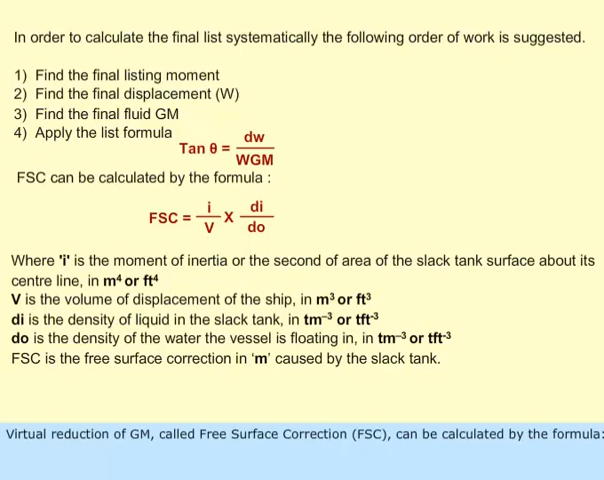 In order to calculate the final list systematically the following order of work is suggested.
1) Find the final listing moment
2) Find the final displacement (W)
3) Find the final fluid GM
4) Apply the list formula
Tan θ = dw / WGM
FSC can be calculated by the formula :
FSC = i / V X di / do
Where 'i' is the moment of inertia or the second of area of the slack tank surface about its
centre line, in m⁴ or ft⁴
V is the volume of displacement of the ship, in m³ or ft³
di is the density of liquid in the slack tank, in tm⁻³ or tft⁻³
do is the density of the water the vessel is floating in, in tm⁻³ or tft⁻³
FSC is the free surface correction in 'm' caused by the slack tank.
Virtual reduction of GM, called Free Surface Correction (FSC), can be calculated by the formula: